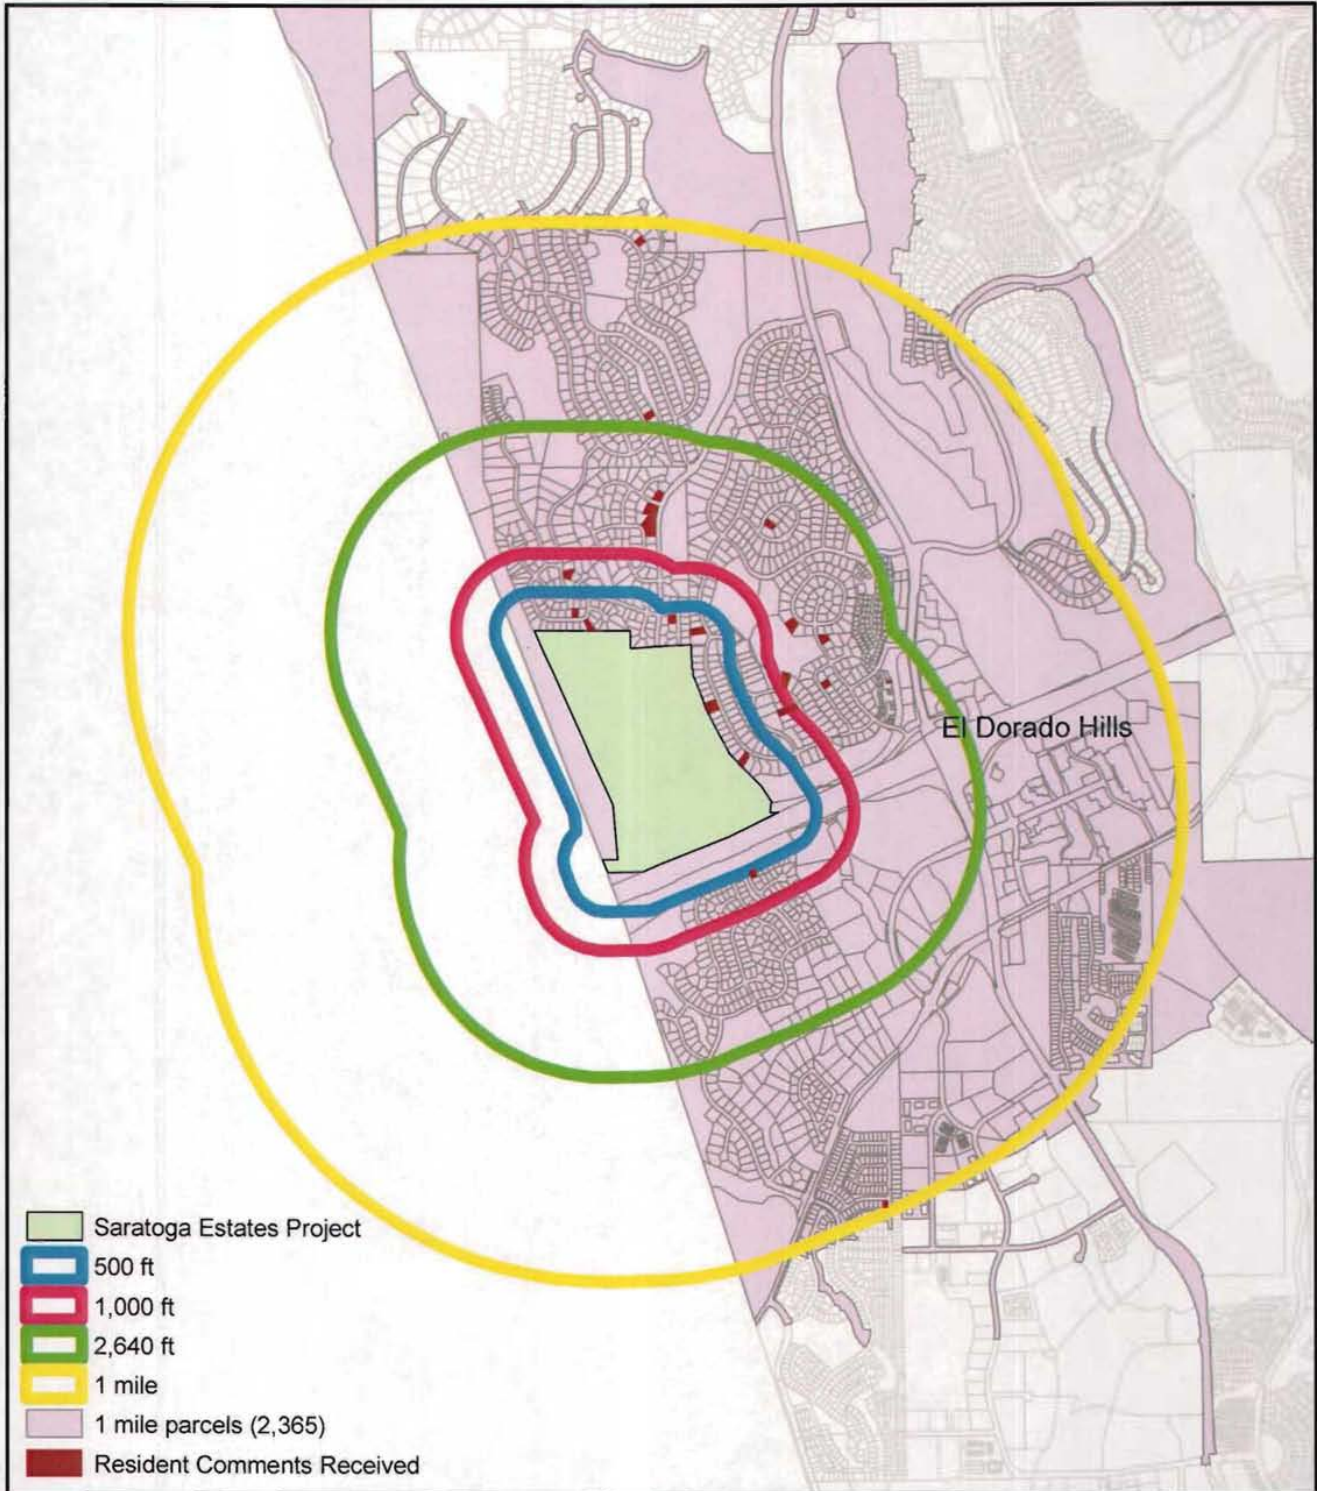 El Dorado Hills
Saratoga Estates Project
500 ft
1,000 ft
2,640 ft
1 mile
1 mile parcels (2,365)
Resident Comments Received